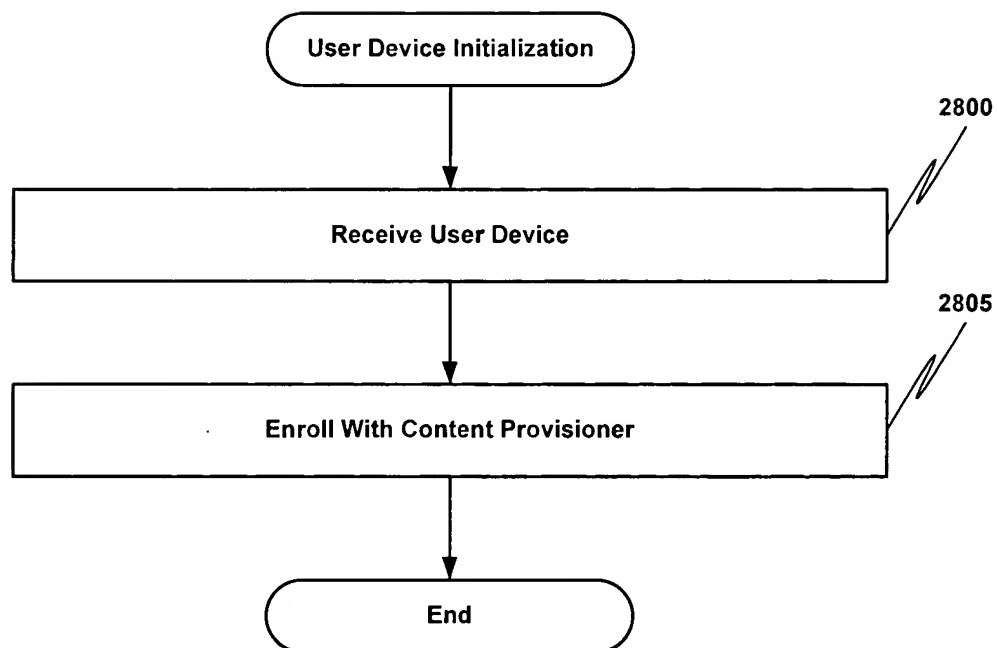 User Device Initialization
2800
Receive User Device
2805
Enroll With Content Provisioner
End